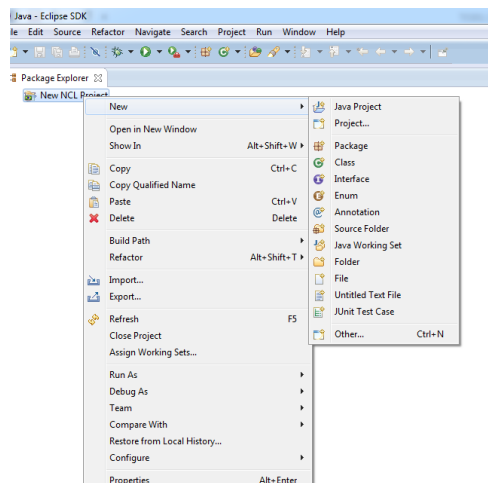 Java - Eclipse SDK
le Edit Source Refactor Navigate Search Project Run Window Help
Package Explorer
New NCL Project
New
Open in New Window
Show In Alt+Shift+W
Copy Ctrl+C
Copy Qualified Name
Paste Ctrl+V
Delete Delete
Build Path
Refactor Alt+Shift+T
Import...
Export...
Refresh F5
Close Project
Assign Working Sets...
Run As
Debug As
Team
Compare With
Restore from Local History...
Configure
Properties Alt+Enter
Java Project
Project...
Package
Class
Interface
Enum
Annotation
Source Folder
Java Working Set
Folder
File
Untitled Text File
JUnit Test Case
Other... Ctrl+N